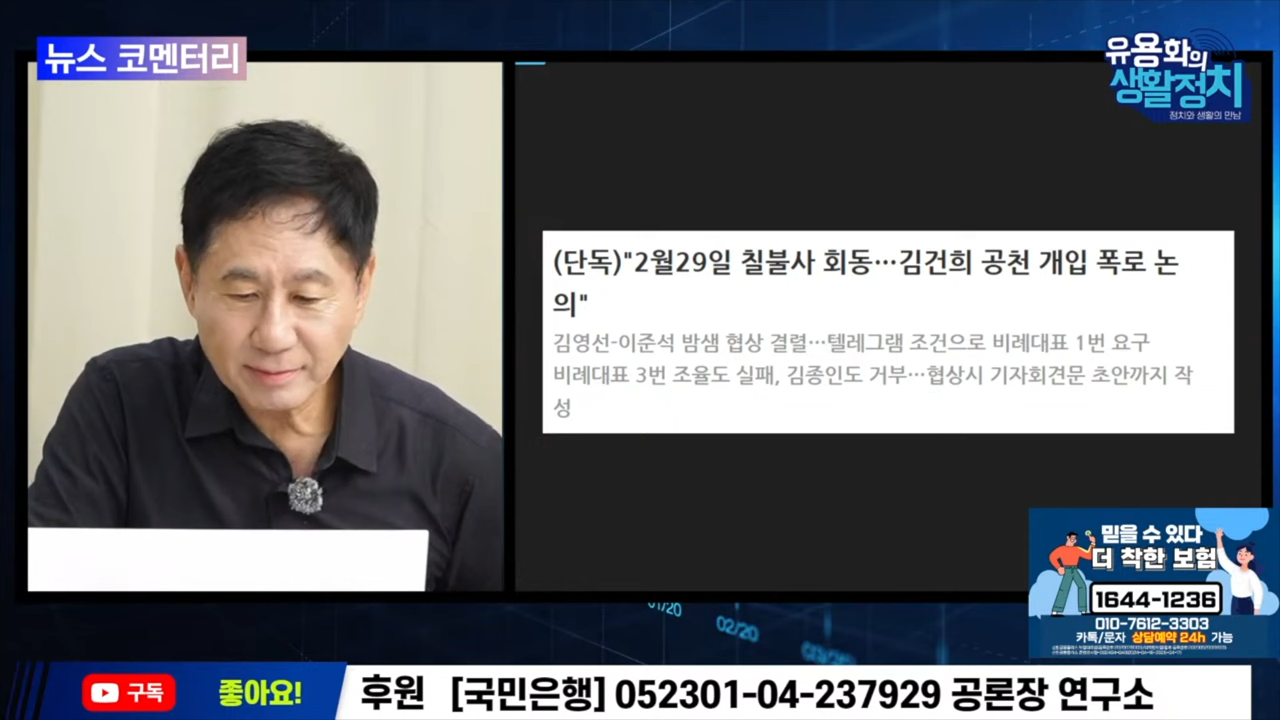 뉴스 코멘터리
유용화의
생활정치
정치와 생활의 만남
(단독)"2월29일 칠불사 회동…김건희 공천 개입 폭로 논
의"
김영선-이준석 밤샘 협상 결렬…텔레그램 조건으로 비례대표 1번 요구
비례대표 3번 조율도 실패, 김종인도 거부…협상시 기자회견문 초안까지 작
성
믿을 수 있다
더 착한 보험
1644-1236
010-7612-3303
카톡/문자 상담예약 24h 가능
01/20
02/20
구독
좋아요!
후원 [국민은행] 052301-04-237929 공론장 연구소